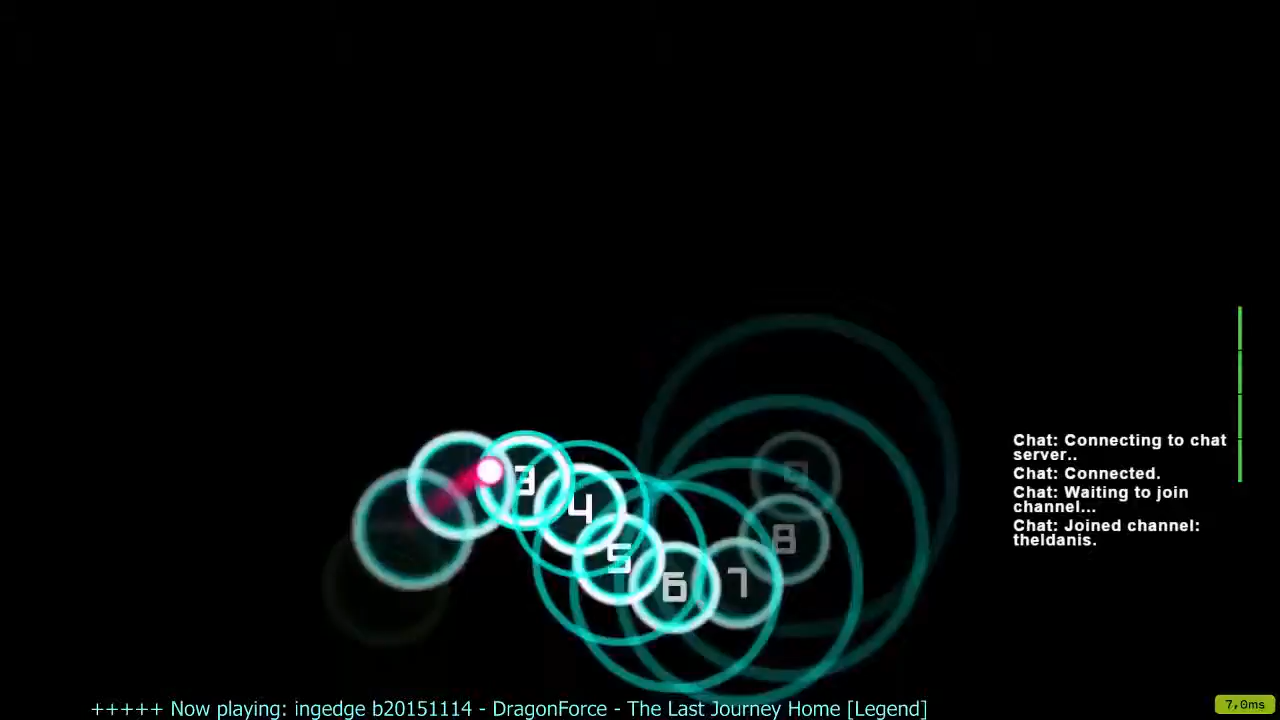 3
4
5
6
7
8
9
Chat: Connecting to chat
server..
Chat: Connected.
Chat: Waiting to join
channel...
Chat: Joined channel:
theldanis.
+++++ Now playing: ingedge b20151114 - DragonForce - The Last Journey Home [Legend]
7,0ms